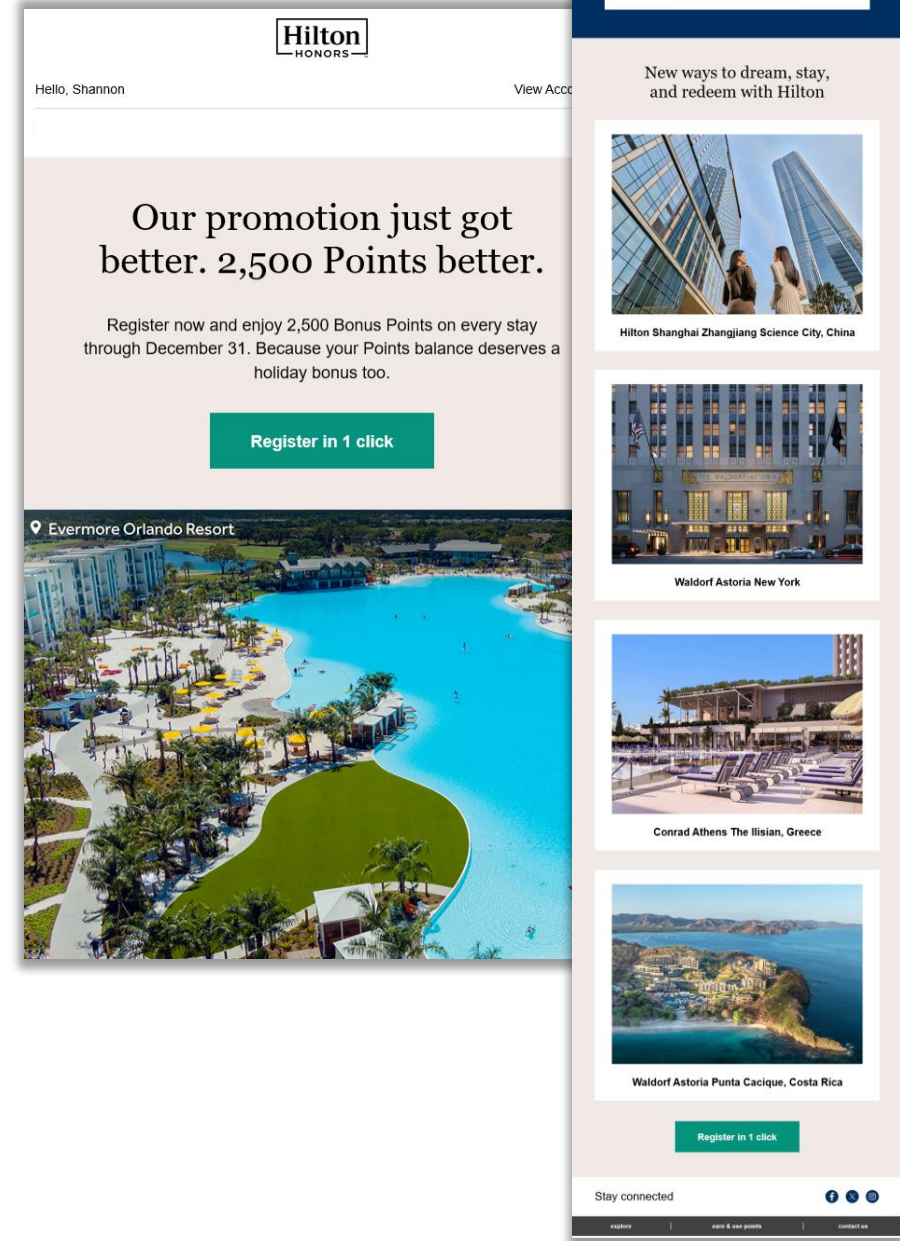 Hilton
HONORS
Hello, Shannon
View Acco
Our promotion just got
better. 2,500 Points better.
Register now and enjoy 2,500 Bonus Points on every stay
through December 31. Because your Points balance deserves a
holiday bonus too.
Register in 1 click
Evermore Orlando Resort
New ways to dream, stay,
and redeem with Hilton
Hilton Shanghai Zhangjiang Science City, China
THE WALDORF-ASTORIA
Waldorf Astoria New York
Conrad Athens The Ilisian, Greece
Waldorf Astoria Punta Cacique, Costa Rica
Register in 1 click
Stay connected
explore | earn & use points | contact us